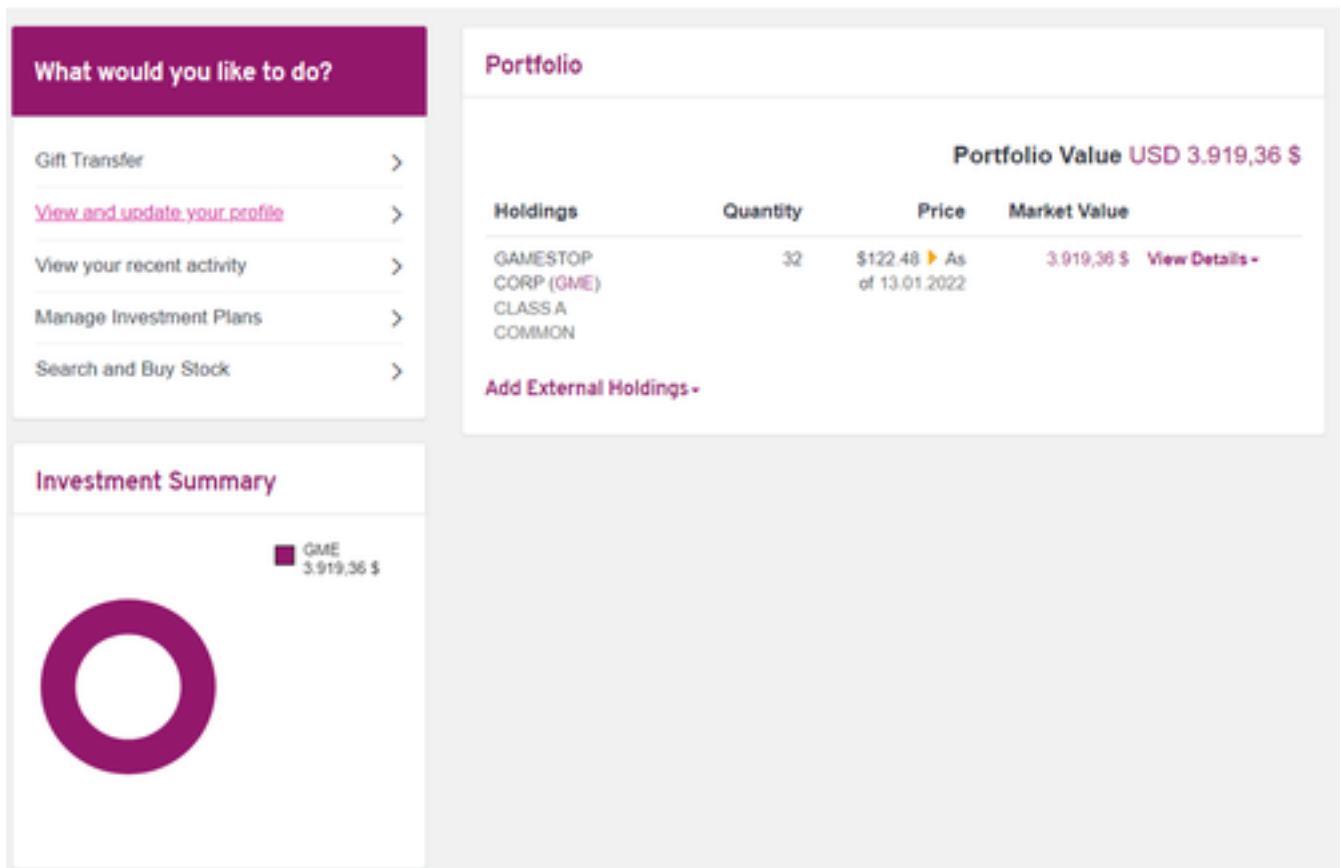 What would you like to do?
Gift Transfer
View and update your profile
View your recent activity
Manage Investment Plans
Search and Buy Stock
Investment Summary
GME
3.919,36 $
Portfolio
Portfolio Value USD 3.919,36 $
Holdings Quantity Price Market Value
GAMESTOP 32 $122.48 As 3.919,36 $ View Details
CORP (GME) of 13.01.2022
CLASS A
COMMON
Add External Holdings